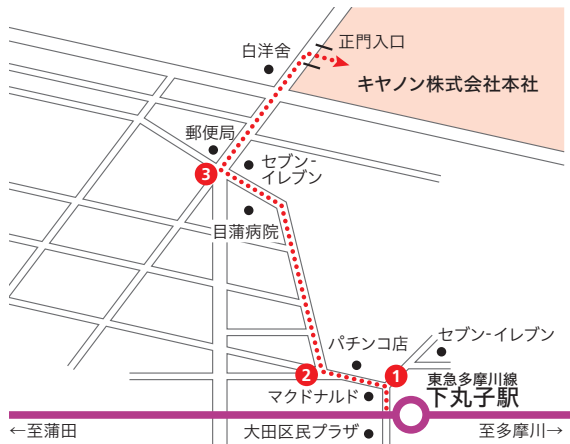 白洋舎
正門入口
キヤノン株式会社本社
郵便局
セブン-
イレブン
3
目蒲病院
パチンコ店
セブン-イレブン
2
1
東急多摩川線
下丸子駅
マクドナルド
←至蒲田
大田区民プラザ
至多摩川→